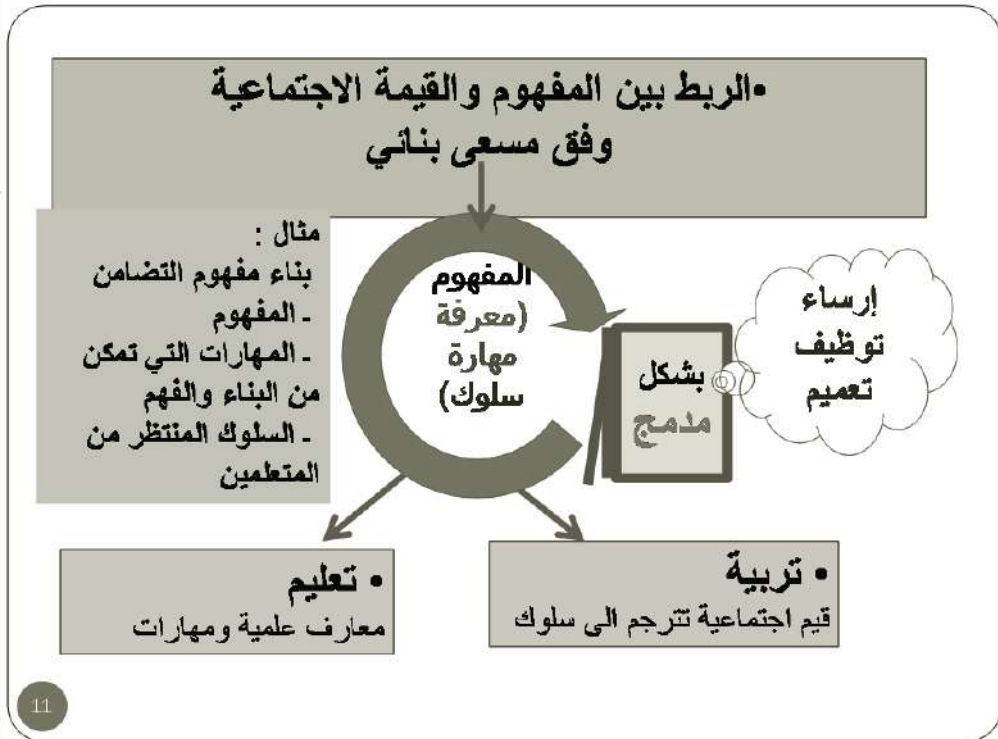 •الربط بين المفهوم والقيمة الاجتماعية
وفق مسعى بنائي
مثال :
بناء مفهوم التضامن
ـ المفهوم
ـ المهارات التي تمكن
من البناء والفهم
ـ السلوك المنتظر من
المتعلمين
المفهوم
(معرفة
مهارة
سلوك)
بشكل
مدمج
إرساء
توظيف
تعميم
• تربية
قيم اجتماعية تترجم الى سلوك
• تعليم
معارف علمية ومهارات
11